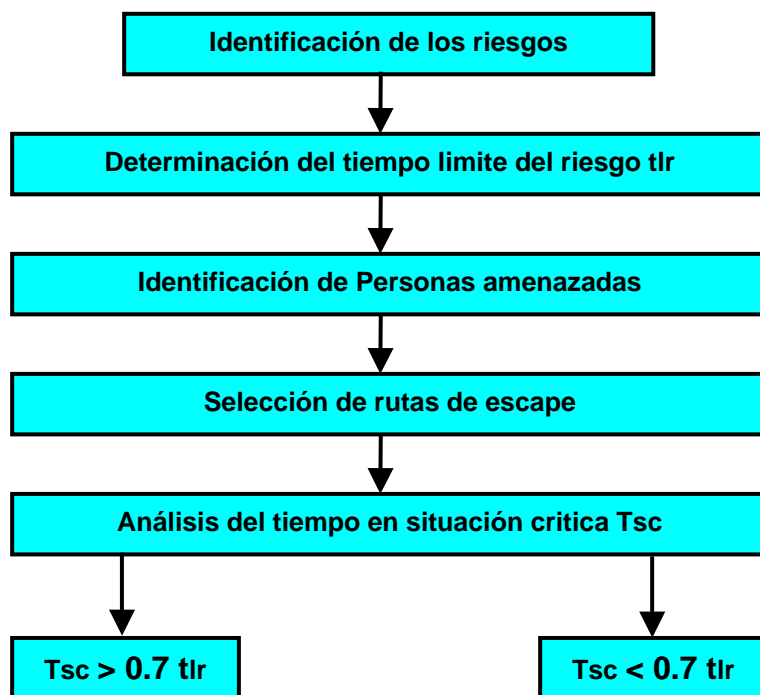 Identificación de los riesgos
Determinación del tiempo limite del riesgo tlr
Identificación de Personas amenazadas
Selección de rutas de escape
Análisis del tiempo en situación critica Tsc
Tsc > 0.7 tlr
Tsc < 0.7 tlr